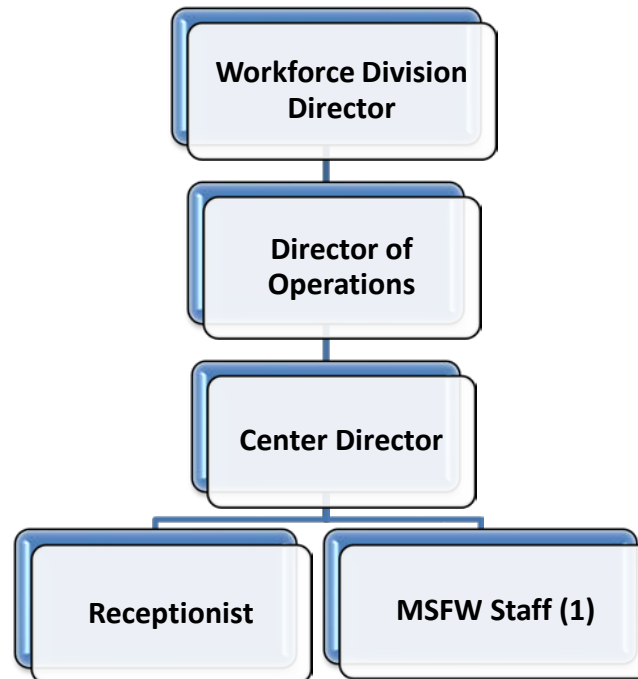 Workforce Division
Director
Director of
Operations
Center Director
Receptionist
MSFW Staff (1)